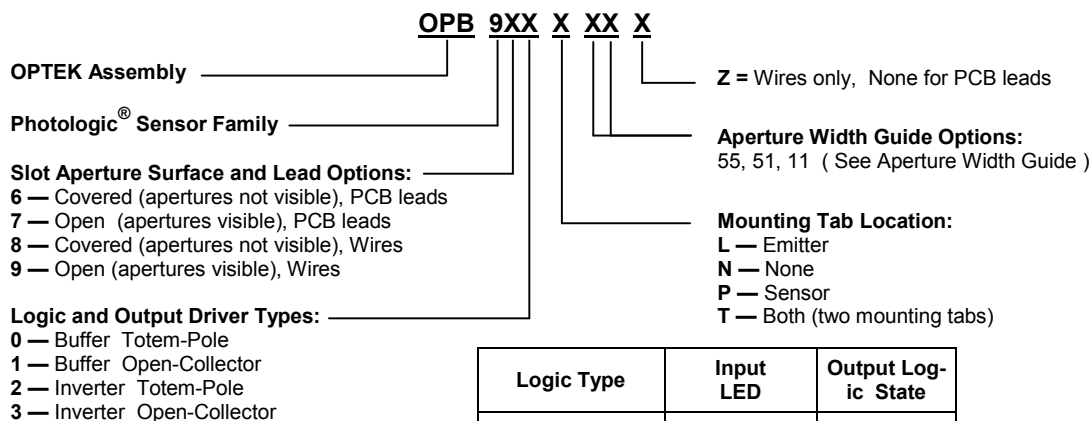 OPB 9XX X XX X
OPTEK Assembly
Photologic® Sensor Family
Slot Aperture Surface and Lead Options:
6 — Covered (apertures not visible), PCB leads
7 — Open (apertures visible), PCB leads
8 — Covered (apertures not visible), Wires
9 — Open (apertures visible), Wires
Logic and Output Driver Types:
0 — Buffer Totem-Pole
1 — Buffer Open-Collector
2 — Inverter Totem-Pole
3 — Inverter Open-Collector
Z = Wires only, None for PCB leads
Aperture Width Guide Options:
55, 51, 11 ( See Aperture Width Guide )
Mounting Tab Location:
L — Emitter
N — None
P — Sensor
T — Both (two mounting tabs)
Logic Type
Input
LED
Output Log-
ic State